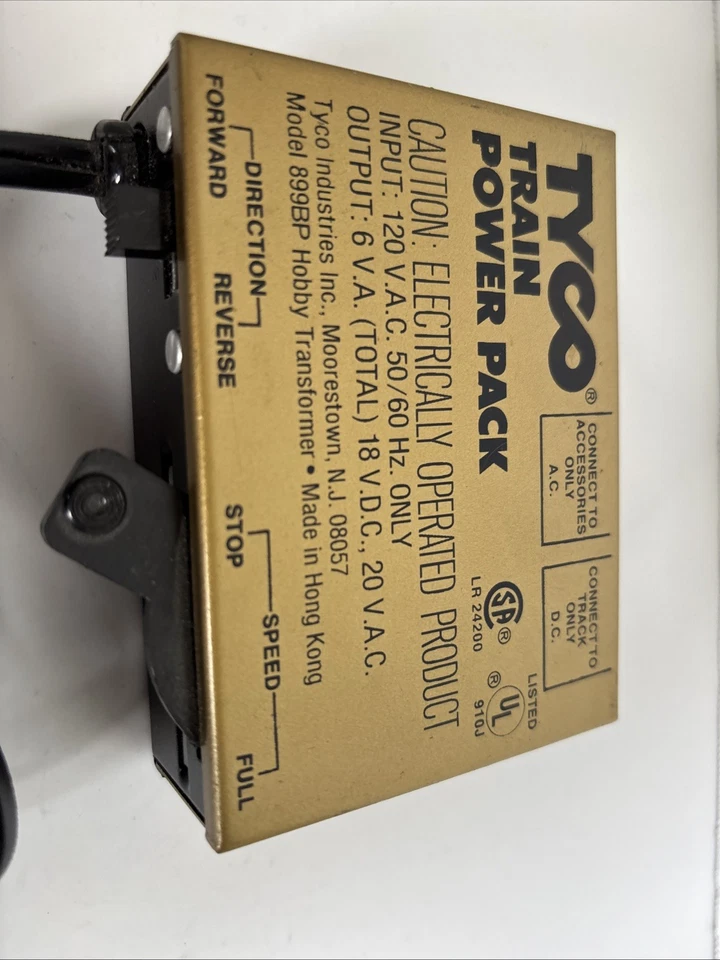 TYCO®
TRAIN
POWER PACK
CONNECT TO
ACCESSORIES
ONLY
A.C.
CONNECT TO
TRACK
ONLY
D.C.
SA®
LR 24200
LISTED
UL
® 910J
CAUTION: ELECTRICALLY OPERATED PRODUCT
INPUT: 120 V.A.C. 50/60 Hz. ONLY
OUTPUT: 6 V.A. (TOTAL) 18 V.D.C., 20 V.A.C.
Tyco Industries Inc., Moorestown, N.J. 08057
Model 899BP Hobby Transformer • Made in Hong Kong
DIRECTION
SPEED
FORWARD REVERSE STOP FULL